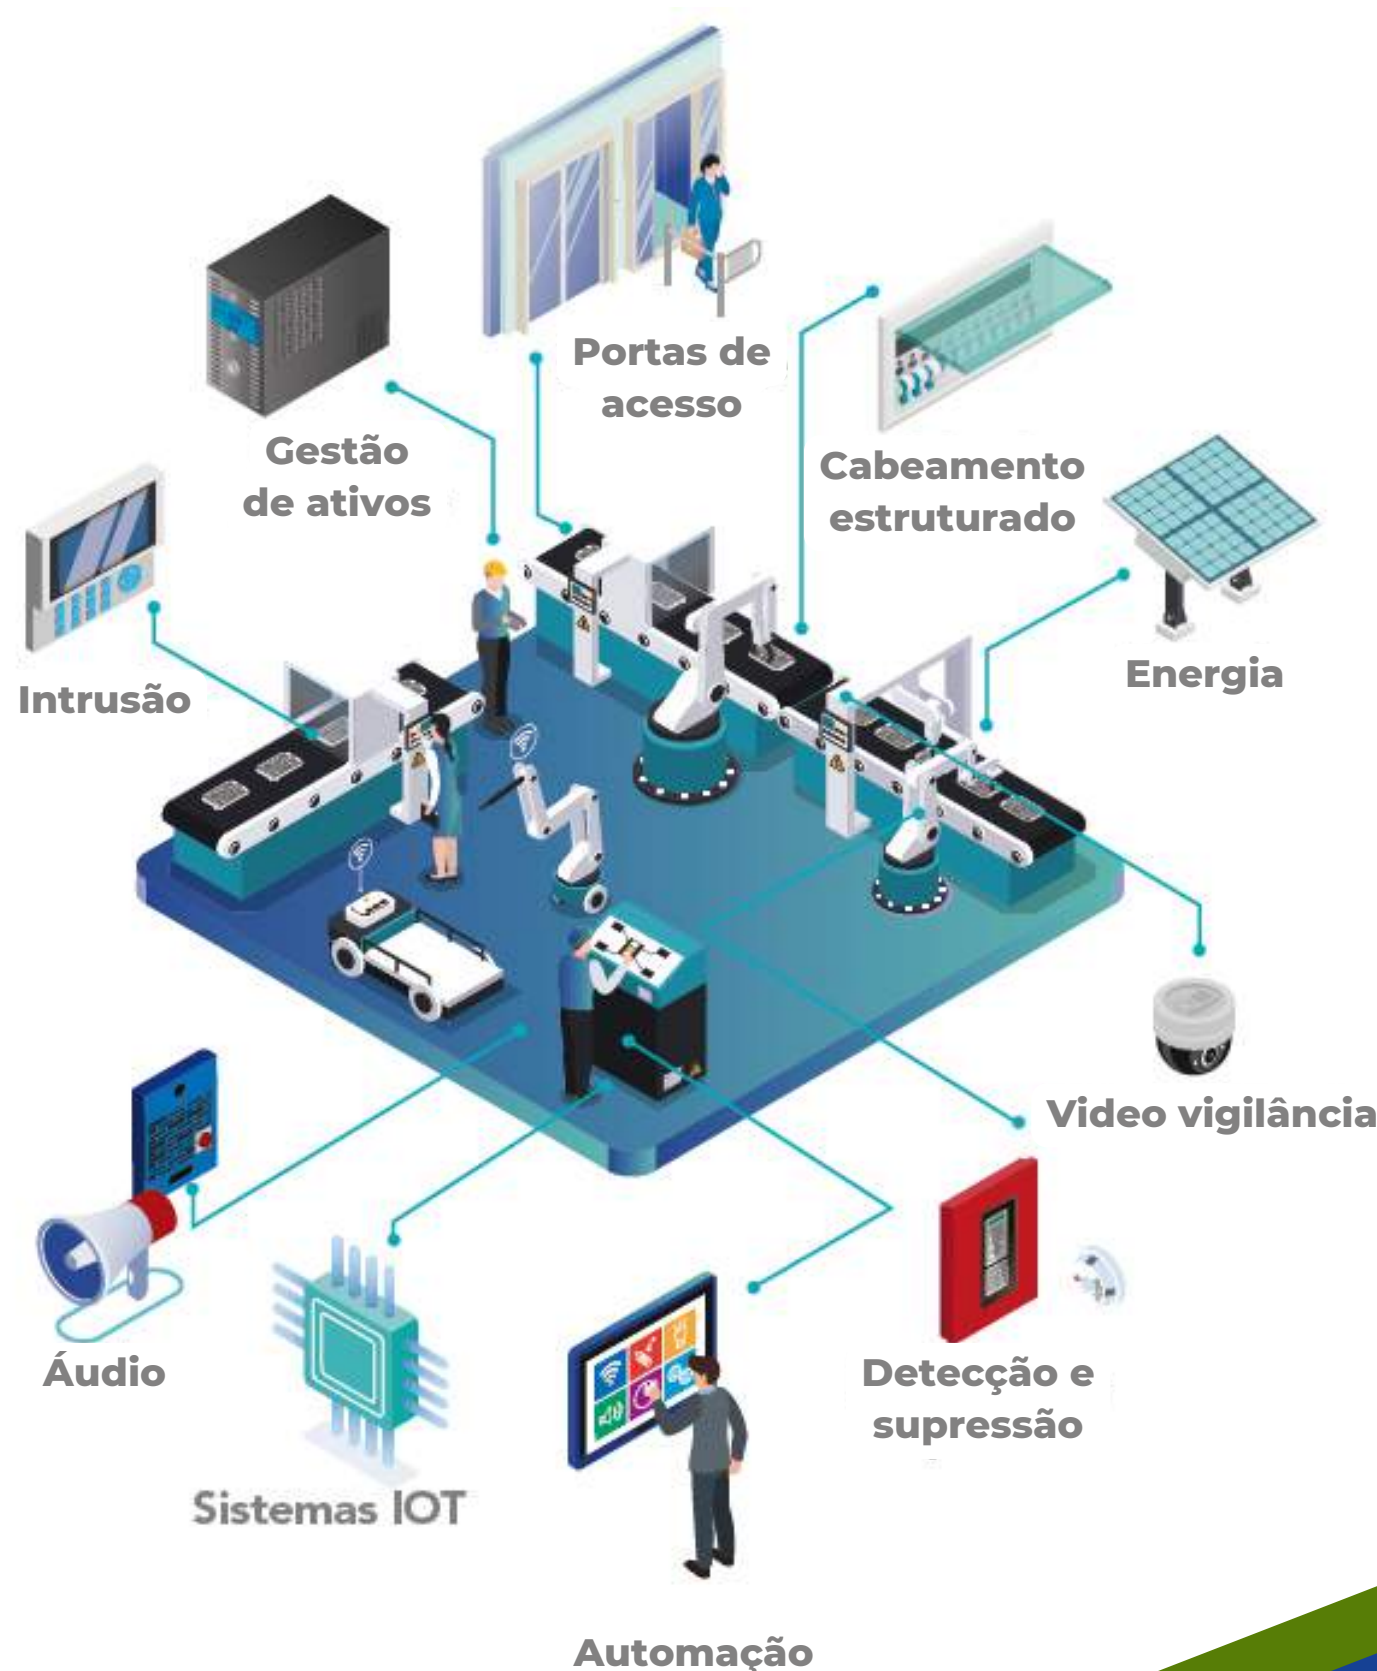 Portas de
acesso
Gestão
de ativos
Cabeamento
estruturado
Energia
Intrusão
Video vigilância
Áudio
Detecção e
supressão
Sistemas IOT
Automação